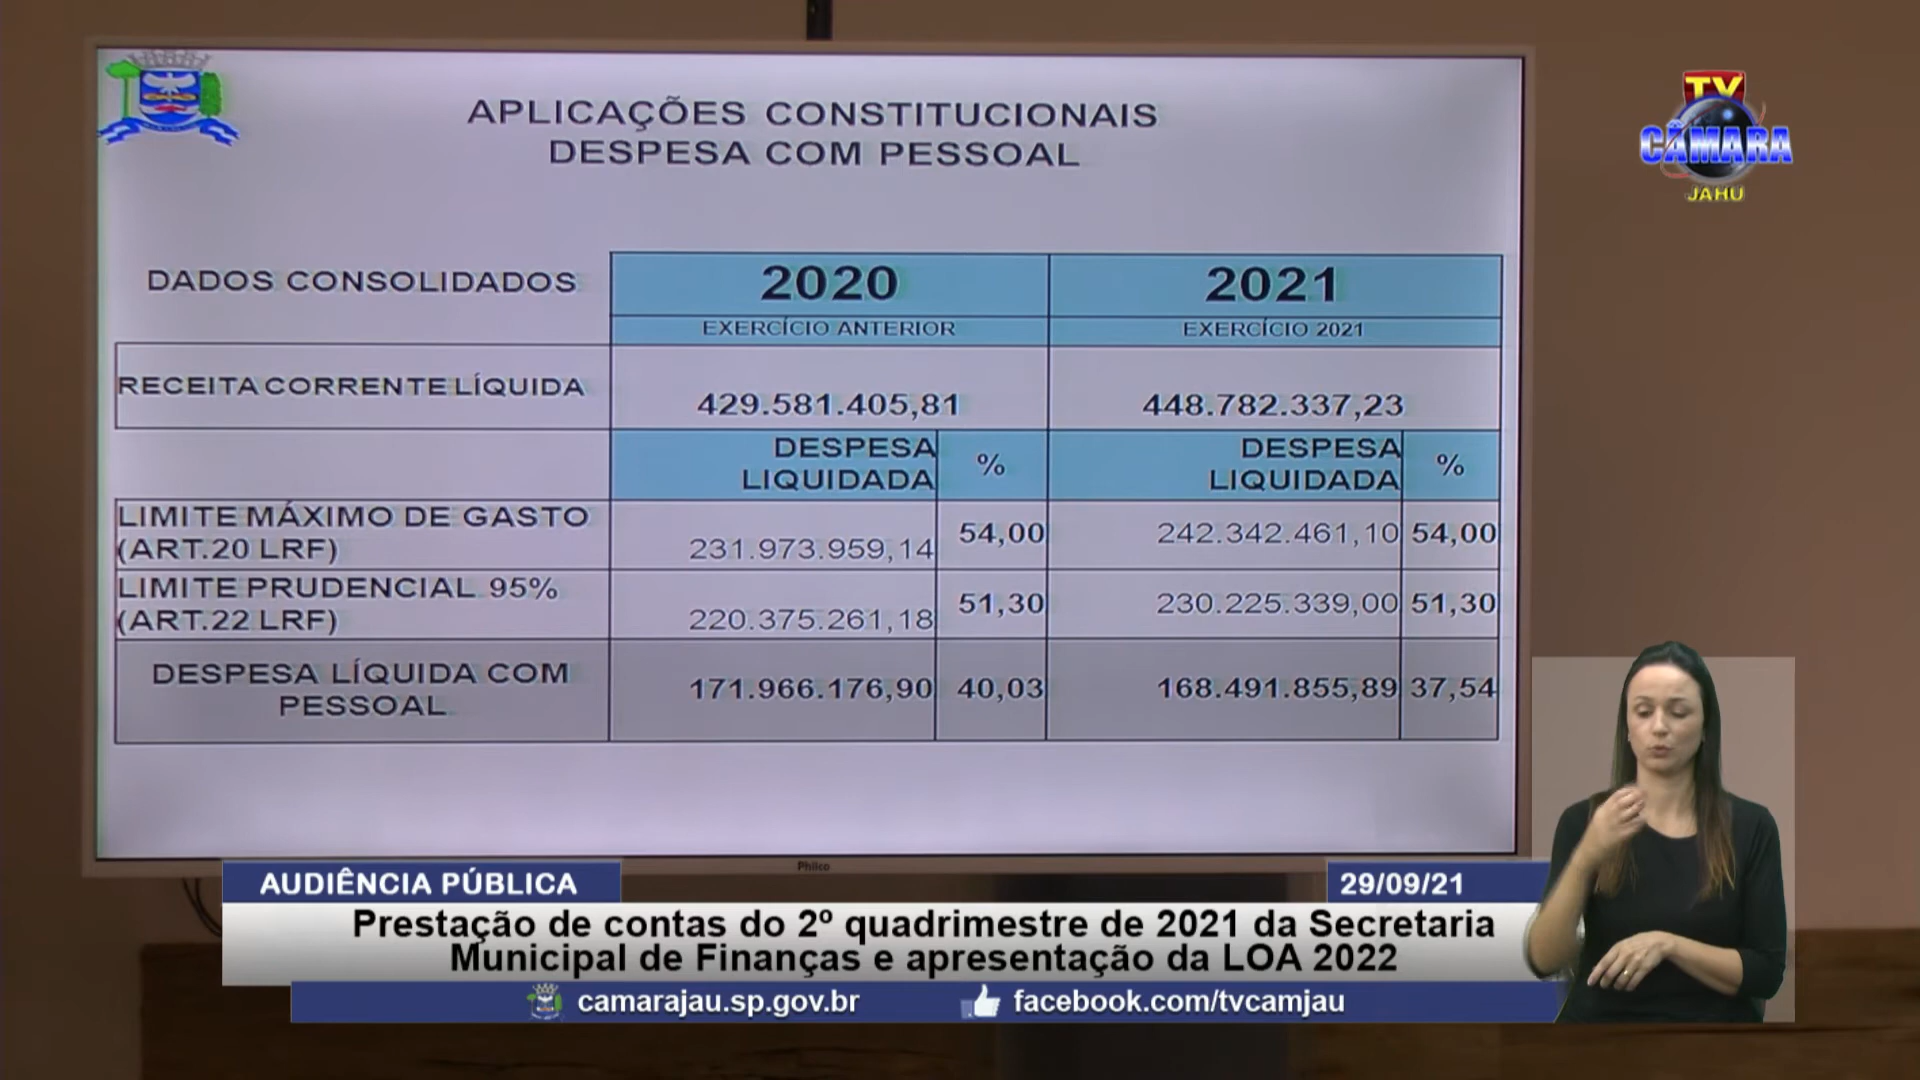 APLICAÇÕES CONSTITUCIONAIS
DESPESA COM PESSOAL
TV
CÂMARA
JAHU
DADOS CONSOLIDADOS
2020
2021
EXERCÍCIO ANTERIOR
EXERCÍCIO 2021
RECEITA CORRENTE LÍQUIDA
429.581.405,81
448.782.337,23
DESPESA
LIQUIDADA
%
DESPESA
LIQUIDADA
%
LIMITE MÁXIMO DE GASTO
(ART.20 LRF)
231.973.959,14
54,00
242.342.461,10
54,00
LIMITE PRUDENCIAL 95%
(ART.22 LRF)
220.375.261,18
51,30
230.225.339,00
51,30
DESPESA LÍQUIDA COM
PESSOAL
171.966.176,90
40,03
168.491.855,89
37,54
Philco
AUDIÊNCIA PÚBLICA
29/09/21
Prestação de contas do 2º quadrimestre de 2021 da Secretaria
Municipal de Finanças e apresentação da LOA 2022
camarajau.sp.gov.br
facebook.com/tvcamjau